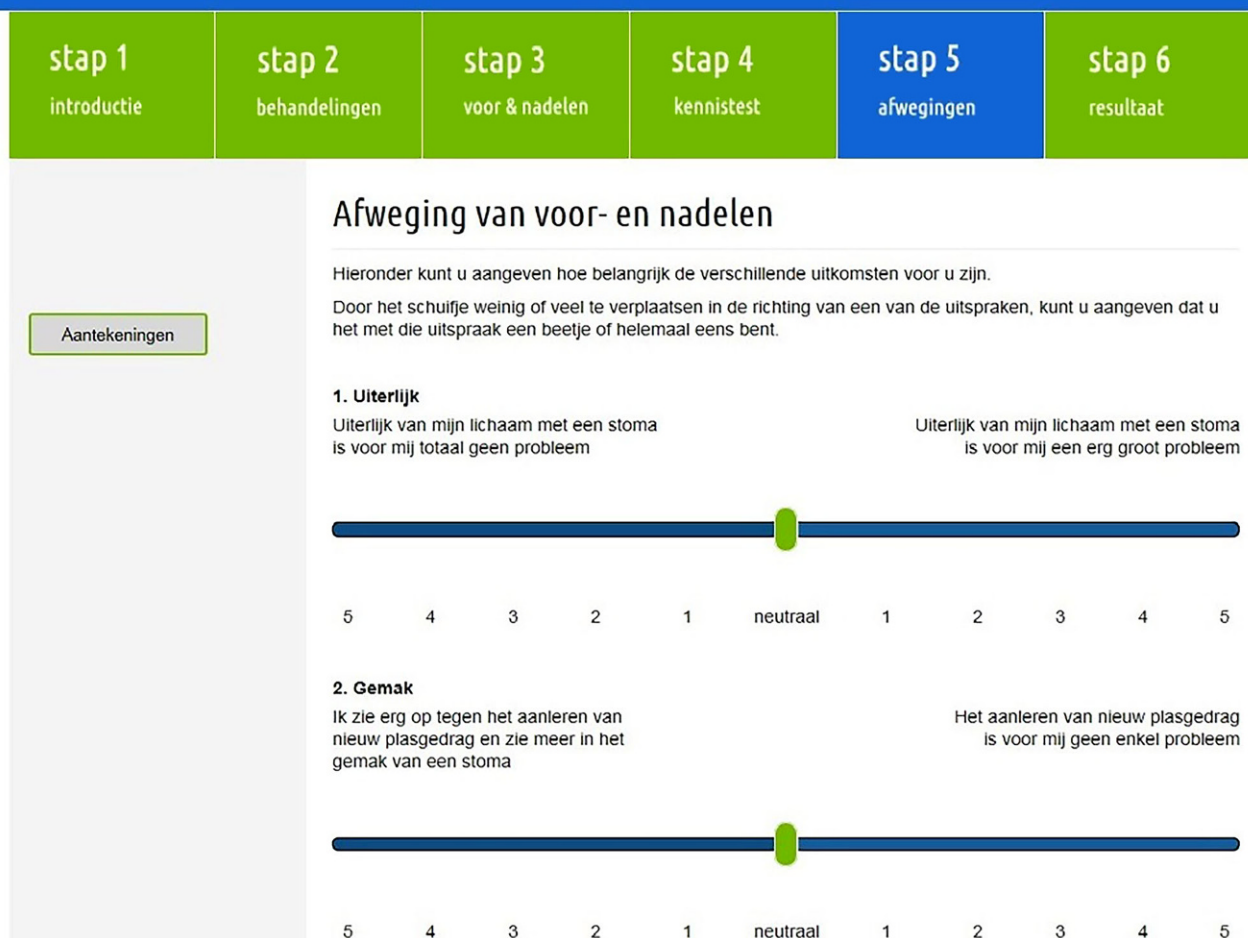 stap 1
introductie
stap 2
behandelingen
stap 3
voor & nadelen
stap 4
kennistest
stap 5
afwegingen
stap 6
resultaat
Aantekeningen
Afweging van voor- en nadelen
Hieronder kunt u aangeven hoe belangrijk de verschillende uitkomsten voor u zijn.
Door het schuifje weinig of veel te verplaatsen in de richting van een van de uitspraken, kunt u aangeven dat u
het met die uitspraak een beetje of helemaal eens bent.
1. Uiterlijk
Uiterlijk van mijn lichaam met een stoma
is voor mij totaal geen probleem
Uiterlijk van mijn lichaam met een stoma
is voor mij een erg groot probleem
5 4 3 2 1 neutraal 1 2 3 4 5
2. Gemak
Ik zie erg op tegen het aanleren van
nieuw plasgedrag en zie meer in het
gemak van een stoma
Het aanleren van nieuw plasgedrag
is voor mij geen enkel probleem
5 4 3 2 1 neutraal 1 2 3 4 5